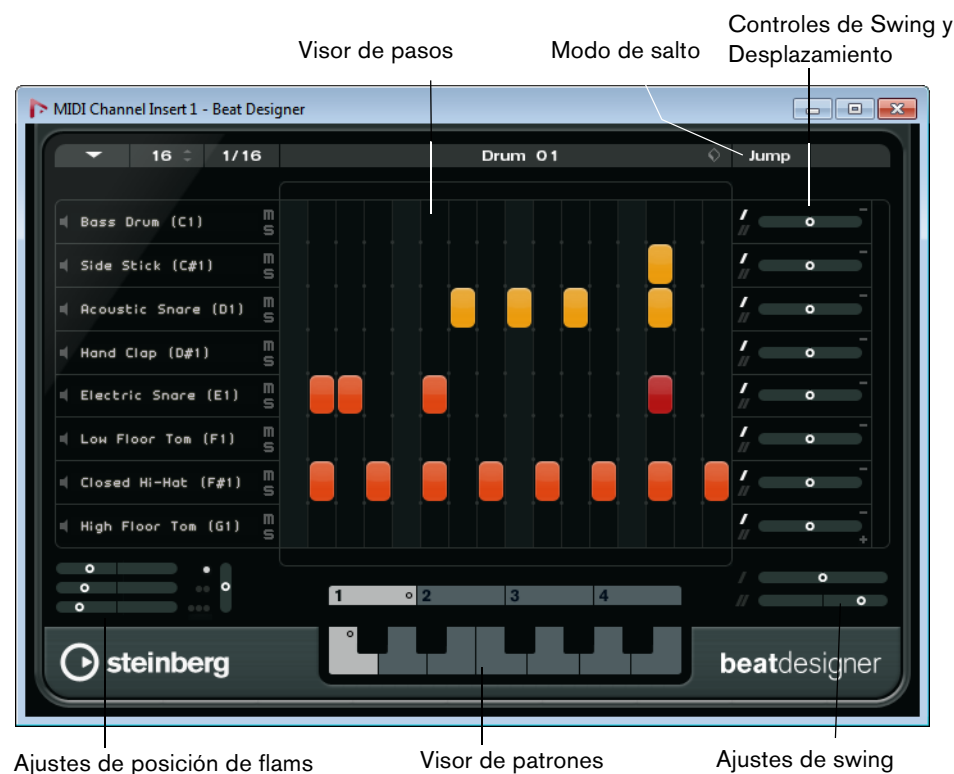 Controles de Swing y
Desplazamiento
Visor de pasos
Modo de salto
MIDI Channel Insert 1 - Beat Designer
16 1/16 Drum 01 Jump
Bass Drum (C1) m s
Side Stick (C#1) m s
Acoustic Snare (D1) m s
Hand Clap (D#1) m s
Electric Snare (E1) m s
Low Floor Tom (F1) m s
Closed Hi-Hat (F#1) m s
High Floor Tom (G1) m s
1 2 3 4
steinberg
beatdesigner
Ajustes de posición de flams
Visor de patrones
Ajustes de swing